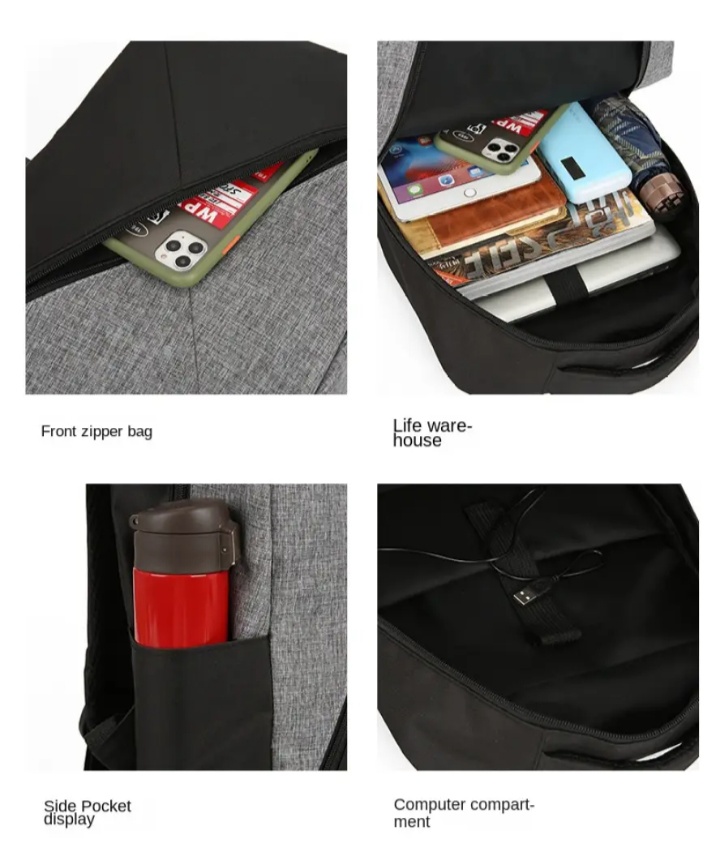 Front zipper bag
Life ware-
house
Side Pocket
display
Computer compart-
ment